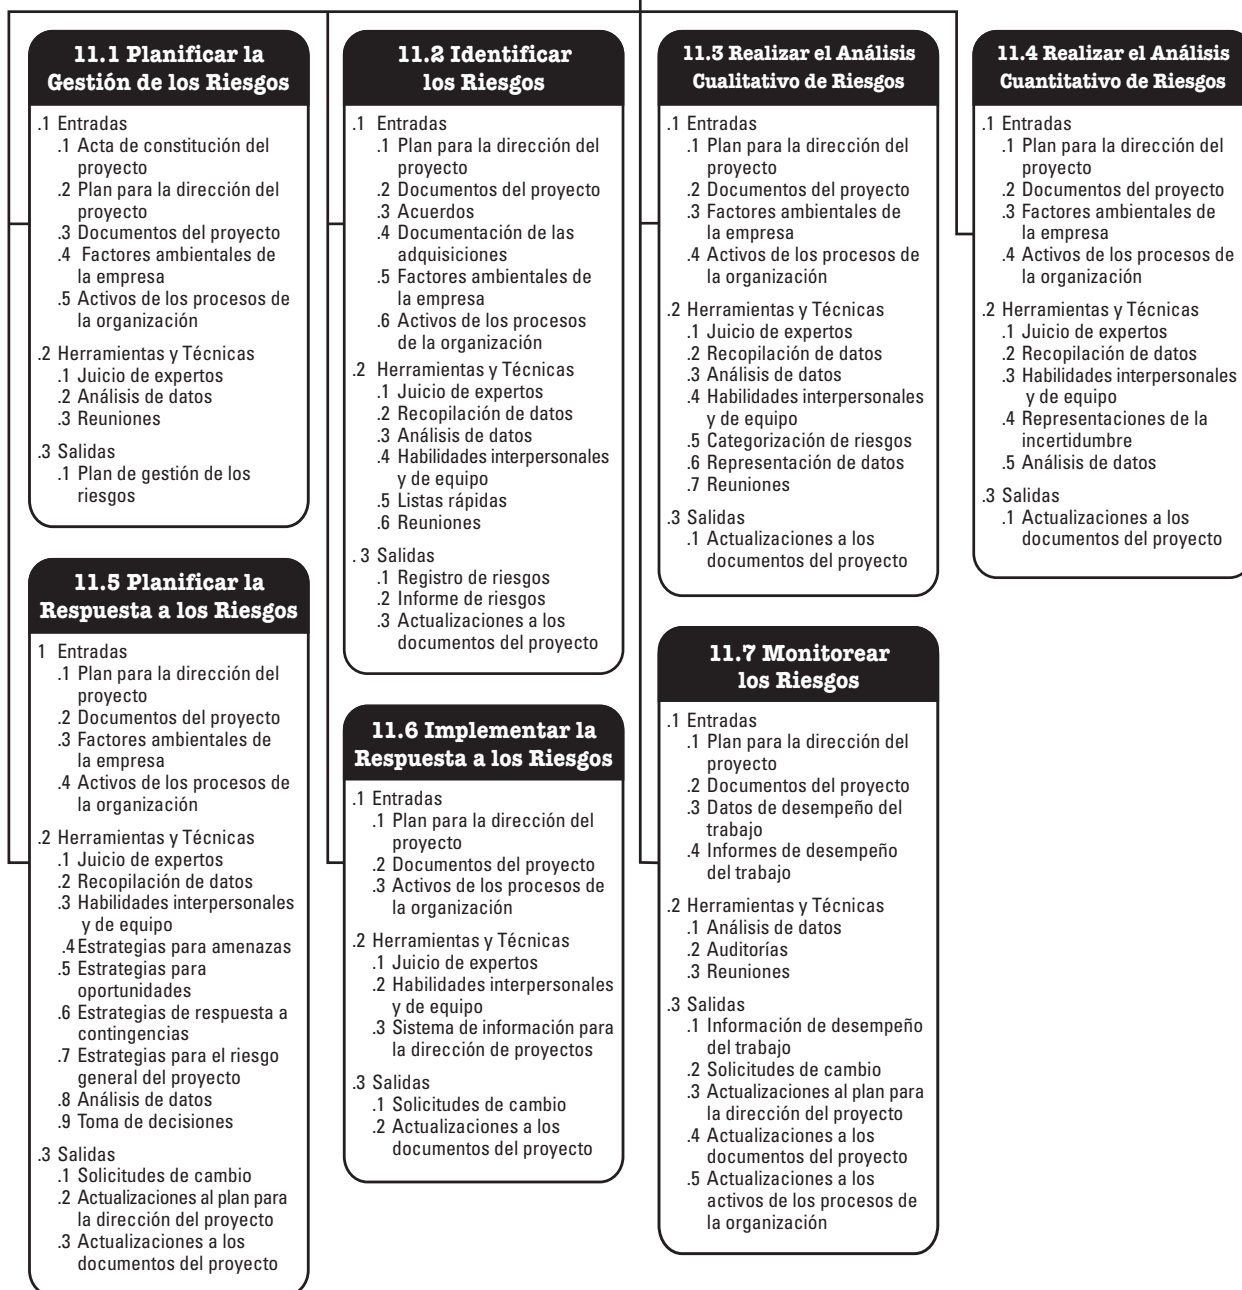 11.1 Planificar la
Gestión de los Riesgos
.1 Entradas
.1 Acta de constitución del
proyecto
.2 Plan para la dirección del
proyecto
.3 Documentos del proyecto
.4 Factores ambientales de
la empresa
.5 Activos de los procesos de
la organización
.2 Herramientas y Técnicas
.1 Juicio de expertos
.2 Análisis de datos
.3 Reuniones
.3 Salidas
.1 Plan de gestión de los
riesgos
11.2 Identificar
los Riesgos
.1 Entradas
.1 Plan para la dirección del
proyecto
.2 Documentos del proyecto
.3 Acuerdos
.4 Documentación de las
adquisiciones
.5 Factores ambientales de
la empresa
.6 Activos de los procesos
de la organización
.2 Herramientas y Técnicas
.1 Juicio de expertos
.2 Recopilación de datos
.3 Análisis de datos
.4 Habilidades interpersonales
y de equipo
.5 Listas rápidas
.6 Reuniones
. 3 Salidas
.1 Registro de riesgos
.2 Informe de riesgos
.3 Actualizaciones a los
documentos del proyecto
11.3 Realizar el Análisis
Cualitativo de Riesgos
.1 Entradas
.1 Plan para la dirección del
proyecto
.2 Documentos del proyecto
.3 Factores ambientales de
la empresa
.4 Activos de los procesos de
la organización
.2 Herramientas y Técnicas
.1 Juicio de expertos
.2 Recopilación de datos
.3 Análisis de datos
.4 Habilidades interpersonales
y de equipo
.5 Categorización de riesgos
.6 Representación de datos
.7 Reuniones
.3 Salidas
.1 Actualizaciones a los
documentos del proyecto
11.4 Realizar el Análisis
Cuantitativo de Riesgos
.1 Entradas
.1 Plan para la dirección del
proyecto
.2 Documentos del proyecto
.3 Factores ambientales de
la empresa
.4 Activos de los procesos de
la organización
.2 Herramientas y Técnicas
.1 Juicio de expertos
.2 Recopilación de datos
.3 Habilidades interpersonales
y de equipo
.4 Representaciones de la
incertidumbre
.5 Análisis de datos
.3 Salidas
.1 Actualizaciones a los
documentos del proyecto
11.5 Planificar la
Respuesta a los Riesgos
1 Entradas
.1 Plan para la dirección del
proyecto
.2 Documentos del proyecto
.3 Factores ambientales de
la empresa
.4 Activos de los procesos de
la organización
.2 Herramientas y Técnicas
.1 Juicio de expertos
.2 Recopilación de datos
.3 Habilidades interpersonales
y de equipo
.4 Estrategias para amenazas
.5 Estrategias para
oportunidades
.6 Estrategias de respuesta a
contingencias
.7 Estrategias para el riesgo
general del proyecto
.8 Análisis de datos
.9 Toma de decisiones
.3 Salidas
.1 Solicitudes de cambio
.2 Actualizaciones al plan para
la dirección del proyecto
.3 Actualizaciones a los
documentos del proyecto
11.6 Implementar la
Respuesta a los Riesgos
.1 Entradas
.1 Plan para la dirección del
proyecto
.2 Documentos del proyecto
.3 Activos de los procesos de
la organización
.2 Herramientas y Técnicas
.1 Juicio de expertos
.2 Habilidades interpersonales
y de equipo
.3 Sistema de información para
la dirección de proyectos
.3 Salidas
.1 Solicitudes de cambio
.2 Actualizaciones a los
documentos del proyecto
11.7 Monitorear
los Riesgos
.1 Entradas
.1 Plan para la dirección del
proyecto
.2 Documentos del proyecto
.3 Datos de desempeño del
trabajo
.4 Informes de desempeño
del trabajo
.2 Herramientas y Técnicas
.1 Análisis de datos
.2 Auditorías
.3 Reuniones
.3 Salidas
.1 Información de desempeño
del trabajo
.2 Solicitudes de cambio
.3 Actualizaciones al plan para
la dirección del proyecto
.4 Actualizaciones a los
documentos del proyecto
.5 Actualizaciones a los
activos de los procesos de
la organización